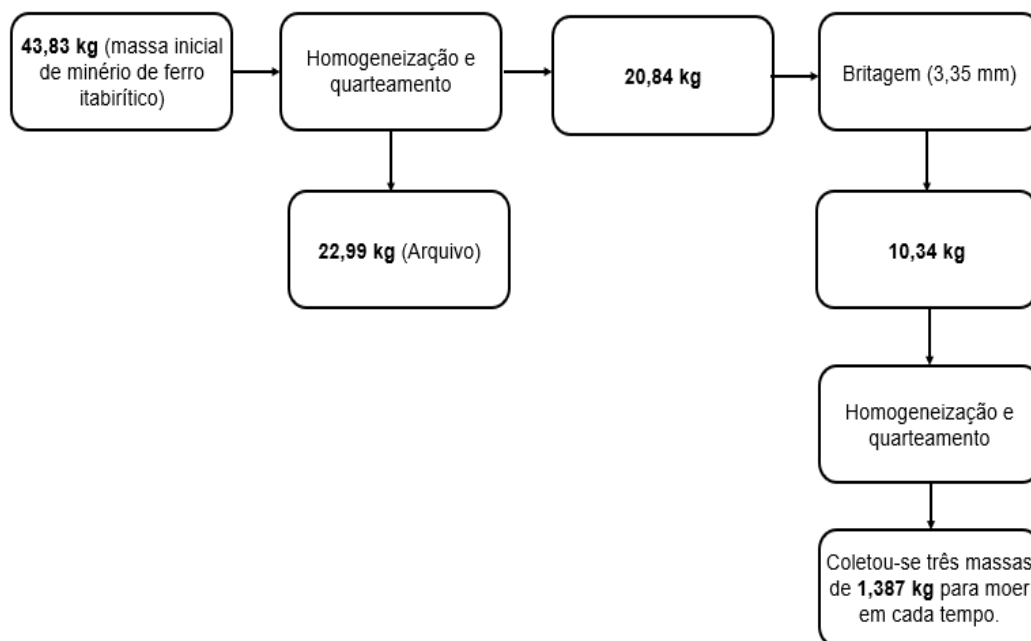 43,83 kg (massa inicial
de minério de ferro
itabirítico)
Homogeneização e
quarteamento
20,84 kg
Britagem (3,35 mm)
22,99 kg (Arquivo)
10,34 kg
Homogeneização e
quarteamento
Coletou-se três massas
de 1,387 kg para moer
em cada tempo.